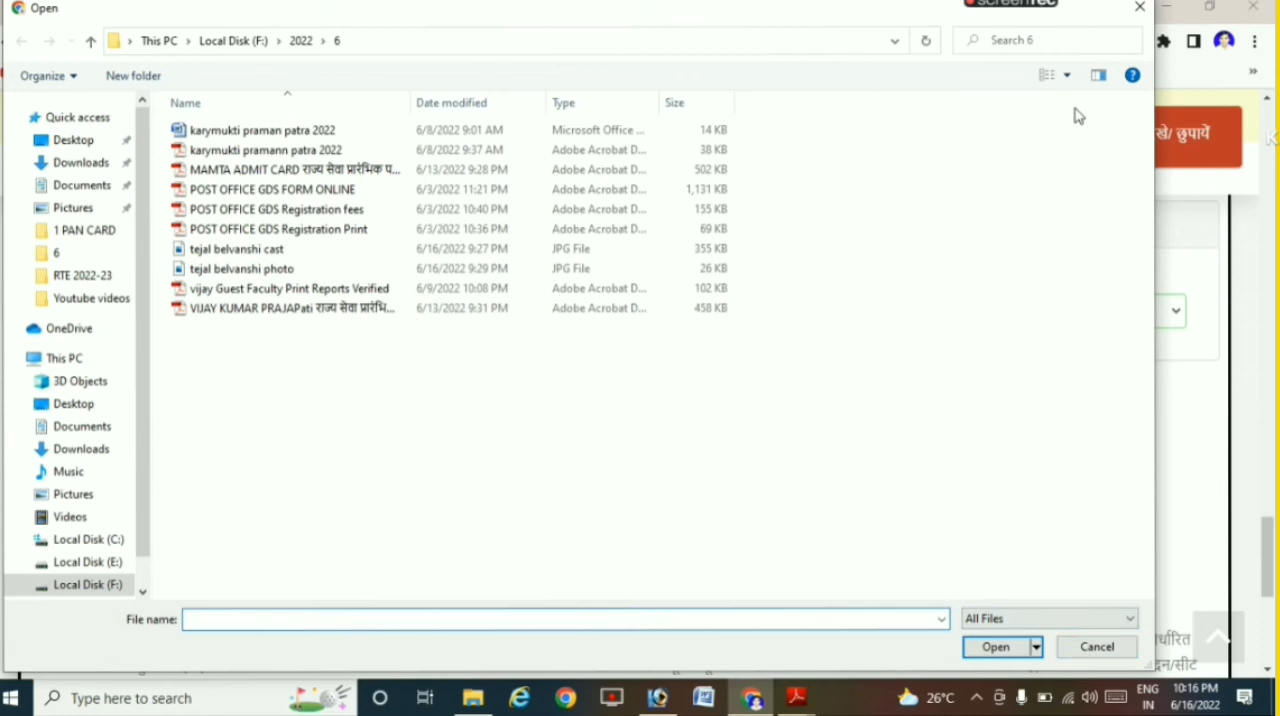 Open
This PC › Local Disk (F:) › 2022 › 6
Search 6
Organize
New folder
Name Date modified Type Size
karymukti praman patra 2022 6/8/2022 9:01 AM Microsoft Office ... 14 KB
karymukti pramann patra 2022 6/8/2022 9:37 AM Adobe Acrobat D... 38 KB
MAMTA ADMIT CARD राज्य सेवा प्रारंभिक प... 6/13/2022 9:28 PM Adobe Acrobat D... 502 KB
POST OFFICE GDS FORM ONLINE 6/3/2022 11:21 PM Adobe Acrobat D... 1,131 KB
POST OFFICE GDS Registration fees 6/3/2022 10:40 PM Adobe Acrobat D... 155 KB
POST OFFICE GDS Registration Print 6/3/2022 10:36 PM Adobe Acrobat D... 69 KB
tejal belvanshi cast 6/16/2022 9:27 PM JPG File 355 KB
tejal belvanshi photo 6/16/2022 9:29 PM JPG File 26 KB
vijay Guest Faculty Print Reports Verified 6/9/2022 10:08 PM Adobe Acrobat D... 102 KB
VIJAY KUMAR PRAJAPati राज्य सेवा प्रारंभि... 6/13/2022 9:31 PM Adobe Acrobat D... 458 KB
Quick access
Desktop
Downloads
Documents
Pictures
1 PAN CARD
6
RTE 2022-23
Youtube videos
OneDrive
This PC
3D Objects
Desktop
Documents
Downloads
Music
Pictures
Videos
Local Disk (C:)
Local Disk (E:)
Local Disk (F:)
File name:
All Files
Open
Cancel
छुपायें
Type here to search
26°C
ENG
IN
10:16 PM
6/16/2022